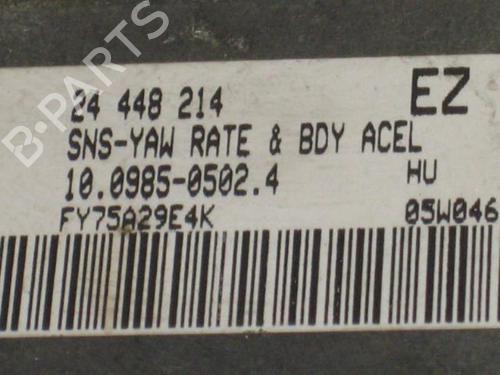 24 448 214 EZ
SNS-YAW RATE & BDY ACEL
10.0985-0502.4 HU
FY75A29E4K 05W046
B-PARTS